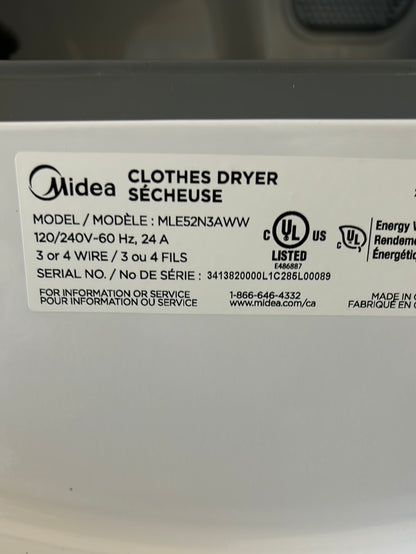 Midea
CLOTHES DRYER
SÉCHEUSE
MODEL / MODÈLE : MLE52N3AWW
120/240V-60 Hz, 24 A
3 or 4 WIRE / 3 ou 4 FILS
SERIAL NO. / No DE SÉRIE : 3413820000L1C285L00089
C UL US
LISTED
E486887
c UL
Energy
Rendeme
Énergétic
FOR INFORMATION OR SERVICE
POUR INFORMATION OU SERVICE
1-866-646-4332
www.midea.com/ca
MADE IN
FABRIQUÉ EN